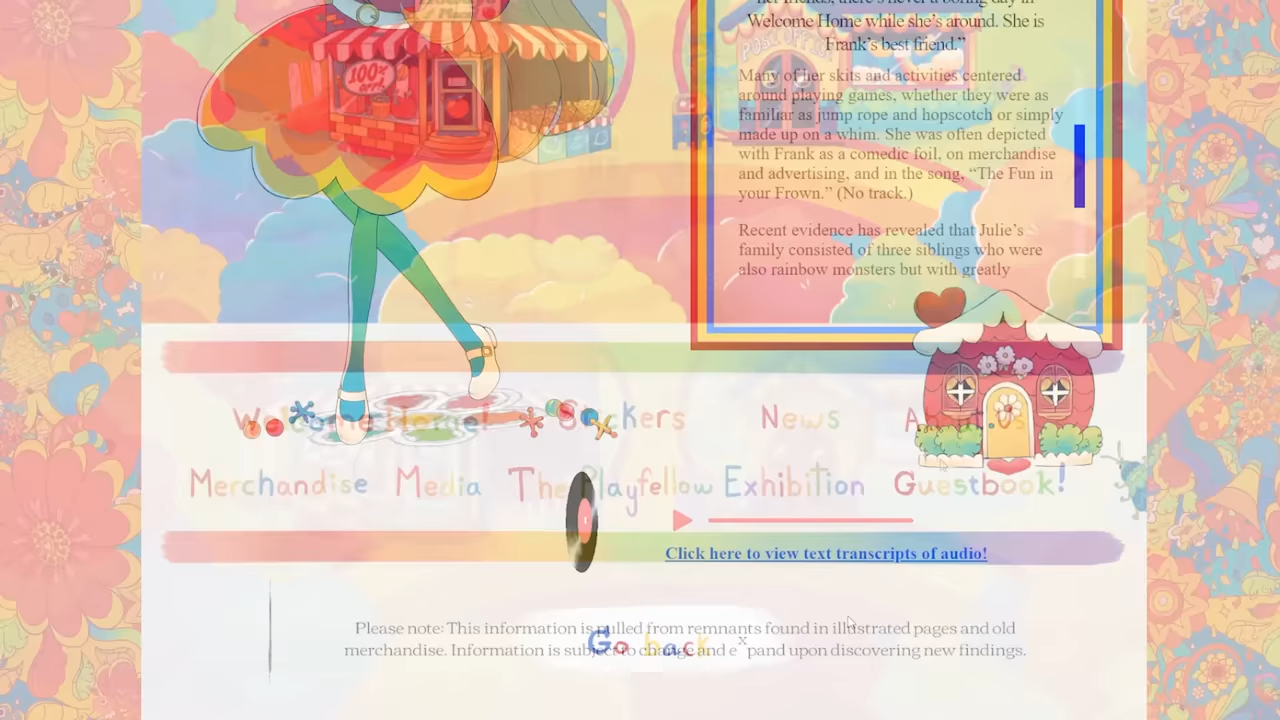 her friends, there's never a boring day in
Welcome Home while she's around. She is
Frank's best friend."
POST OFFICE
100%
Many of her skits and activities centered
around playing games, whether they were as
familiar as jump rope and hopscotch or simply
made up on a whim. She was often depicted
with Frank as a comedic foil, on merchandise
and advertising, and in the song, “The Fun in
your Frown.” (No track.)
Recent evidence has revealed that Julie’s
family consisted of three siblings who were
also rainbow monsters but with greatly
Welcome Home! Stickers News
Merchandise Media The Playfellow Exhibition Guestbook!
Click here to view text transcripts of audio!
Please note: This information is pulled from remnants found in illustrated pages and old
merchandise. Information is subject to change and expand upon discovering new findings.
Go back